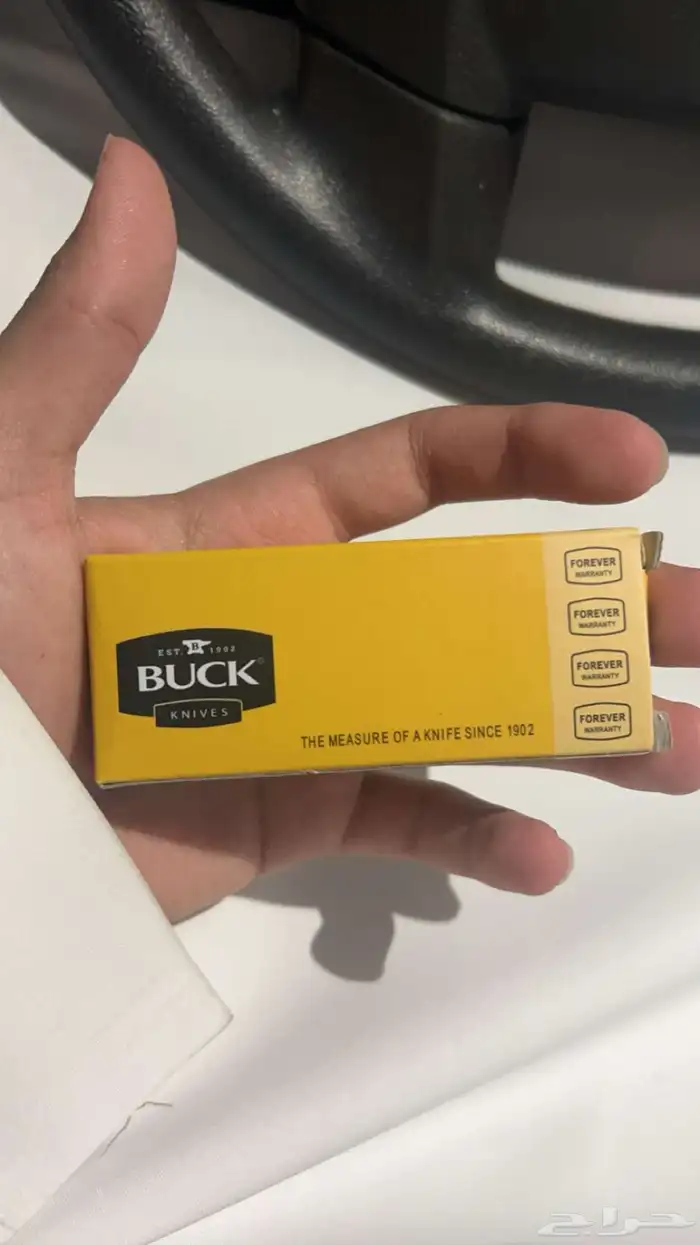 EST. B 1902
BUCK
KNIVES
THE MEASURE OF A KNIFE SINCE 1902
FOREVER
WARRANTY
FOREVER
WARRANTY
FOREVER
WARRANTY
FOREVER
WARRANTY
حراج